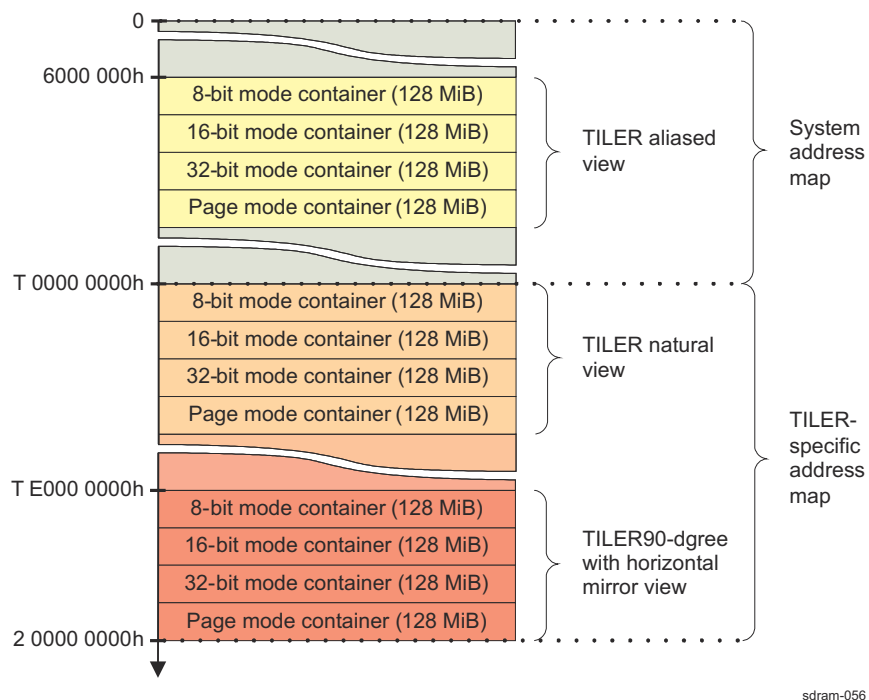 0
6000 000h
8-bit mode container (128 MiB)
16-bit mode container (128 MiB)
32-bit mode container (128 MiB)
Page mode container (128 MiB)
TILER aliased
view
System
address
map
T 0000 0000h
8-bit mode container (128 MiB)
16-bit mode container (128 MiB)
32-bit mode container (128 MiB)
Page mode container (128 MiB)
TILER natural
view
TILER-
specific
address
map
T E000 0000h
8-bit mode container (128 MiB)
16-bit mode container (128 MiB)
32-bit mode container (128 MiB)
Page mode container (128 MiB)
TILER90-dgree
with horizontal
mirror view
2 0000 0000h
sdram-056